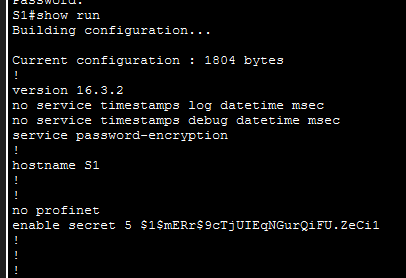 Password:
S1#show run
Building configuration...
Current configuration : 1804 bytes
!
version 16.3.2
no service timestamps log datetime msec
no service timestamps debug datetime msec
service password-encryption
!
hostname S1
!
!
no profinet
enable secret 5 $1$mERr$9cTjUIEqNGurQiFU.ZeCi1
!
!
!